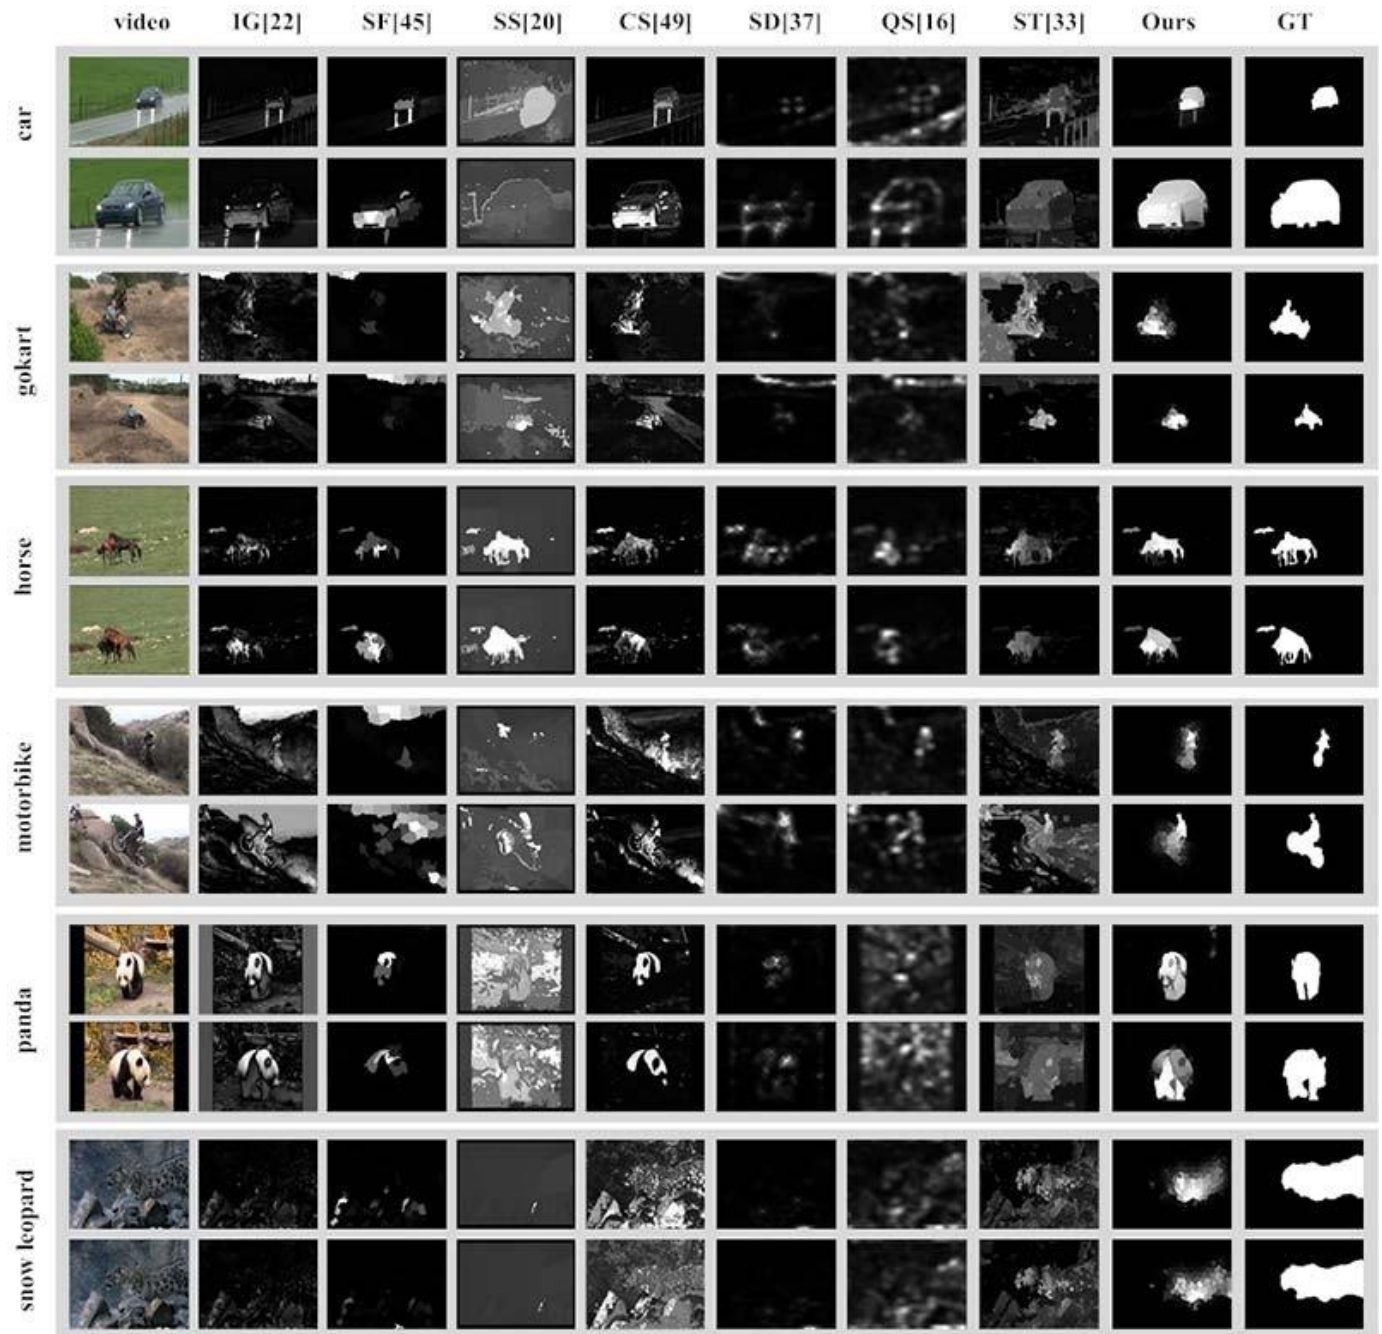 video IG[22] SF[45] SS[20] CS[49] SD[37] QS[16] ST[33] Ours GT
car
gokart
horse
motorbike
panda
snow leopard